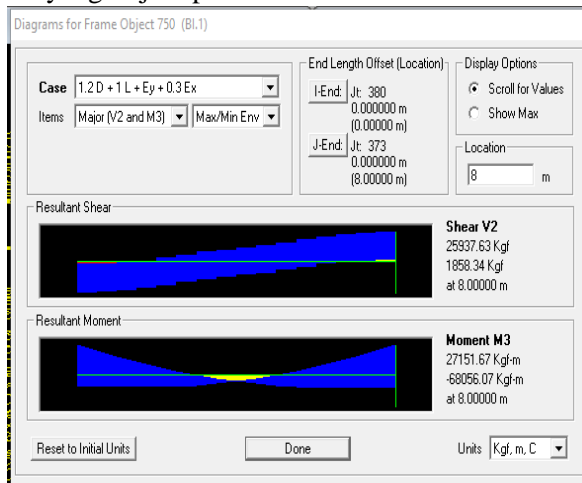 Diagrams for Frame Object 750 (BI.1)
Case 1.2 D + 1 L + Ey + 0.3 Ex
Items Major (V2 and M3) Max/Min Env
End Length Offset (Location)
I-End: Jt: 380
0.000000 m
(0.00000 m)
J-End: Jt: 373
0.000000 m
(8.00000 m)
Display Options
Scroll for Values
Show Max
Location
8 m
Resultant Shear
Shear V2
25937.63 Kgf
1858.34 Kgf
at 8.00000 m
Resultant Moment
Moment M3
27151.67 Kgf-m
-68056.07 Kgf-m
at 8.00000 m
Reset to Initial Units
Done
Units Kgf, m, C